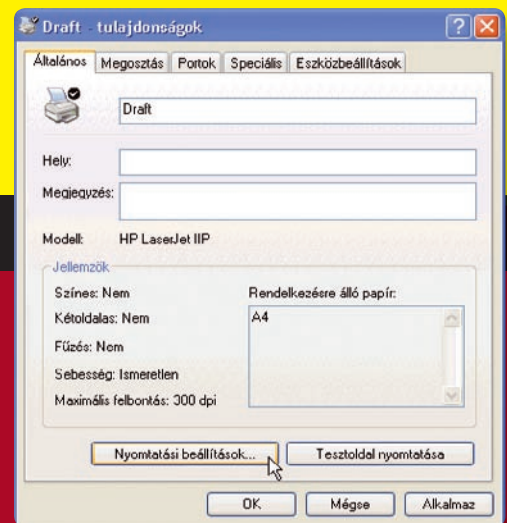 Draft - tulajdonságok
Általános Megosztás Portok Speciális Eszközbeállítások
Draft
Hely:
Megjegyzés:
Modell: HP LaserJet IIP
Jellemzők
Színes: Nem Rendelkezésre álló papír:
Kétoldalas: Nem A4
Fűzés: Nem
Sebesség: Ismeretlen
Maximális felbontás: 300 dpi
Nyomtatási beállítások... Tesztoldal nyomtatása
OK Mégse Alkalmaz